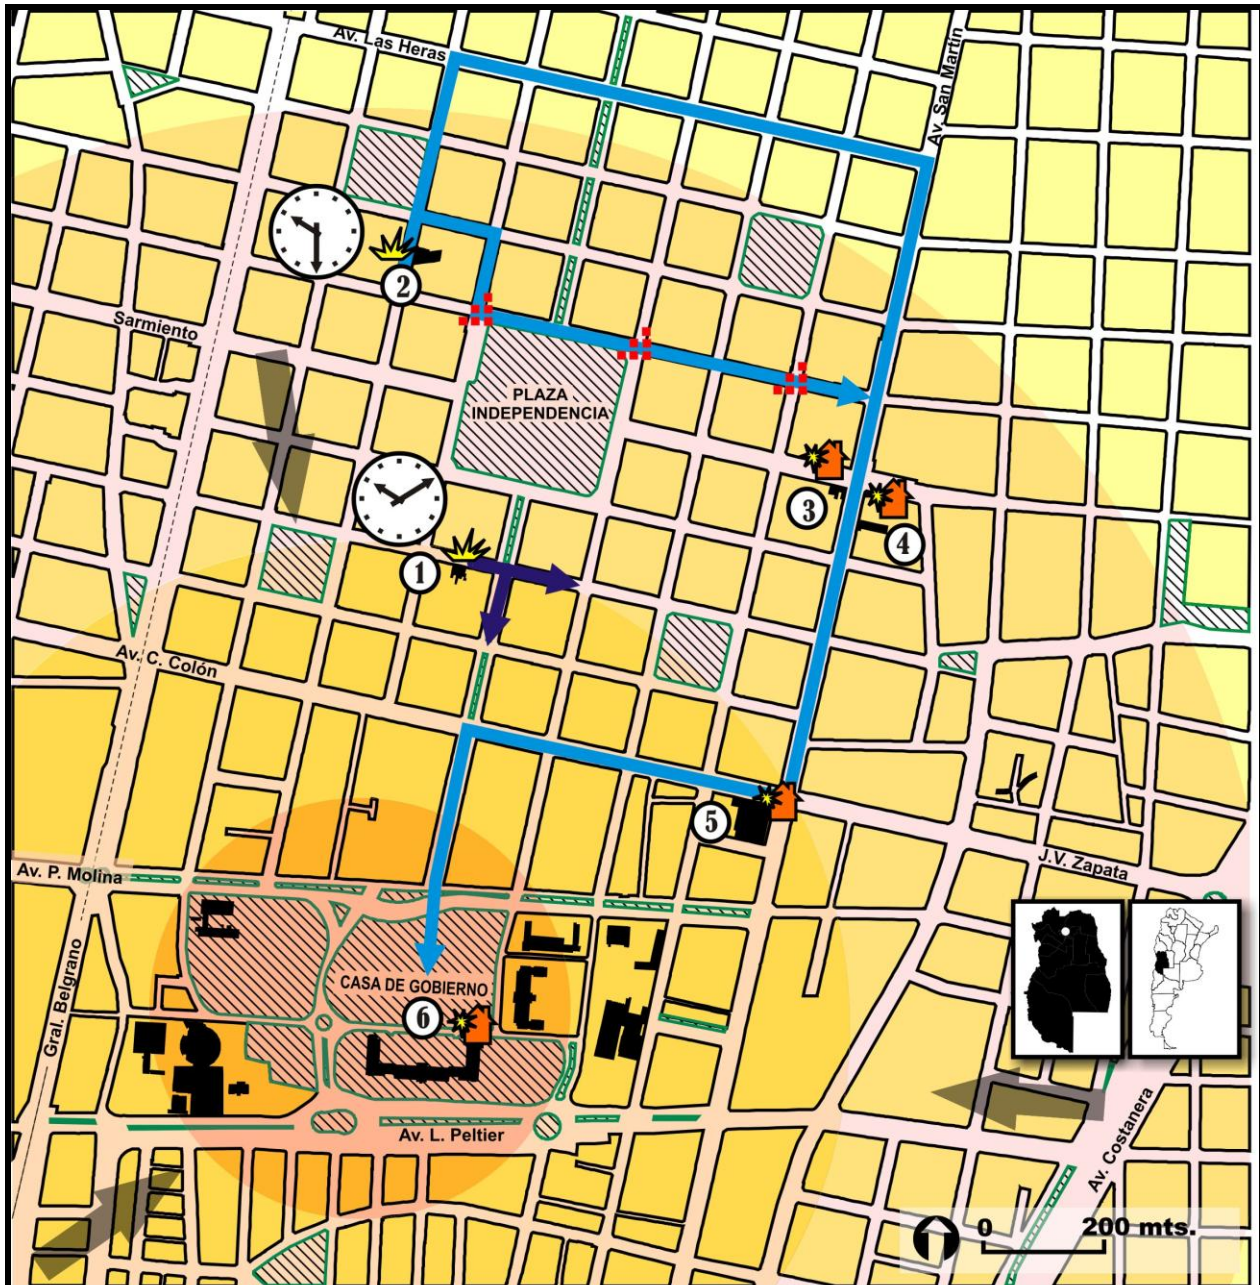 Av. Las Heras
Av. San Martín
2
Sarmiento
PLAZA
INDEPENDENCIA
3
4
1
Av. C. Colón
5
J.V. Zapata
Av. P. Molina
CASA DE GOBIERNO
6
Gral. Belgrano
Av. L. Peltier
Av. Costanera
0 200 mts.